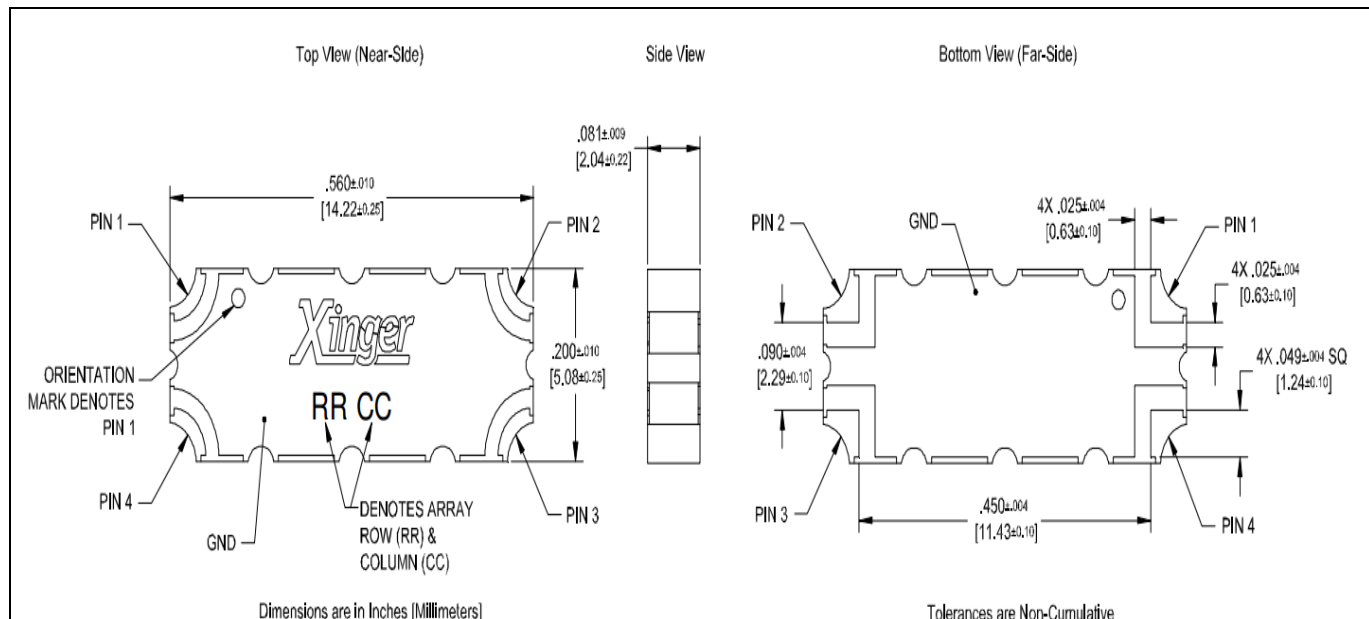 Top View (Near-Side)
Side View
Bottom View (Far-Side)
.081±.009
[2.04±0.22]
.560±.010
[14.22±0.25]
PIN 1
PIN 2
PIN 2
GND
4X .025±.004
[0.63±0.10]
PIN 1
4X .025±.004
[0.63±0.10]
Xinger
.200±.010
[5.08±0.25]
.090±.004
[2.29±0.10]
4X .049±.004 SQ
[1.24±0.10]
ORIENTATION
MARK DENOTES
PIN 1
RR CC
PIN 4
GND
DENOTES ARRAY
ROW (RR) &
COLUMN (CC)
PIN 3
PIN 3
.450±.004
[11.43±0.10]
PIN 4
Dimensions are in Inches [Millimeters]
Tolerances are Non-Cumulative